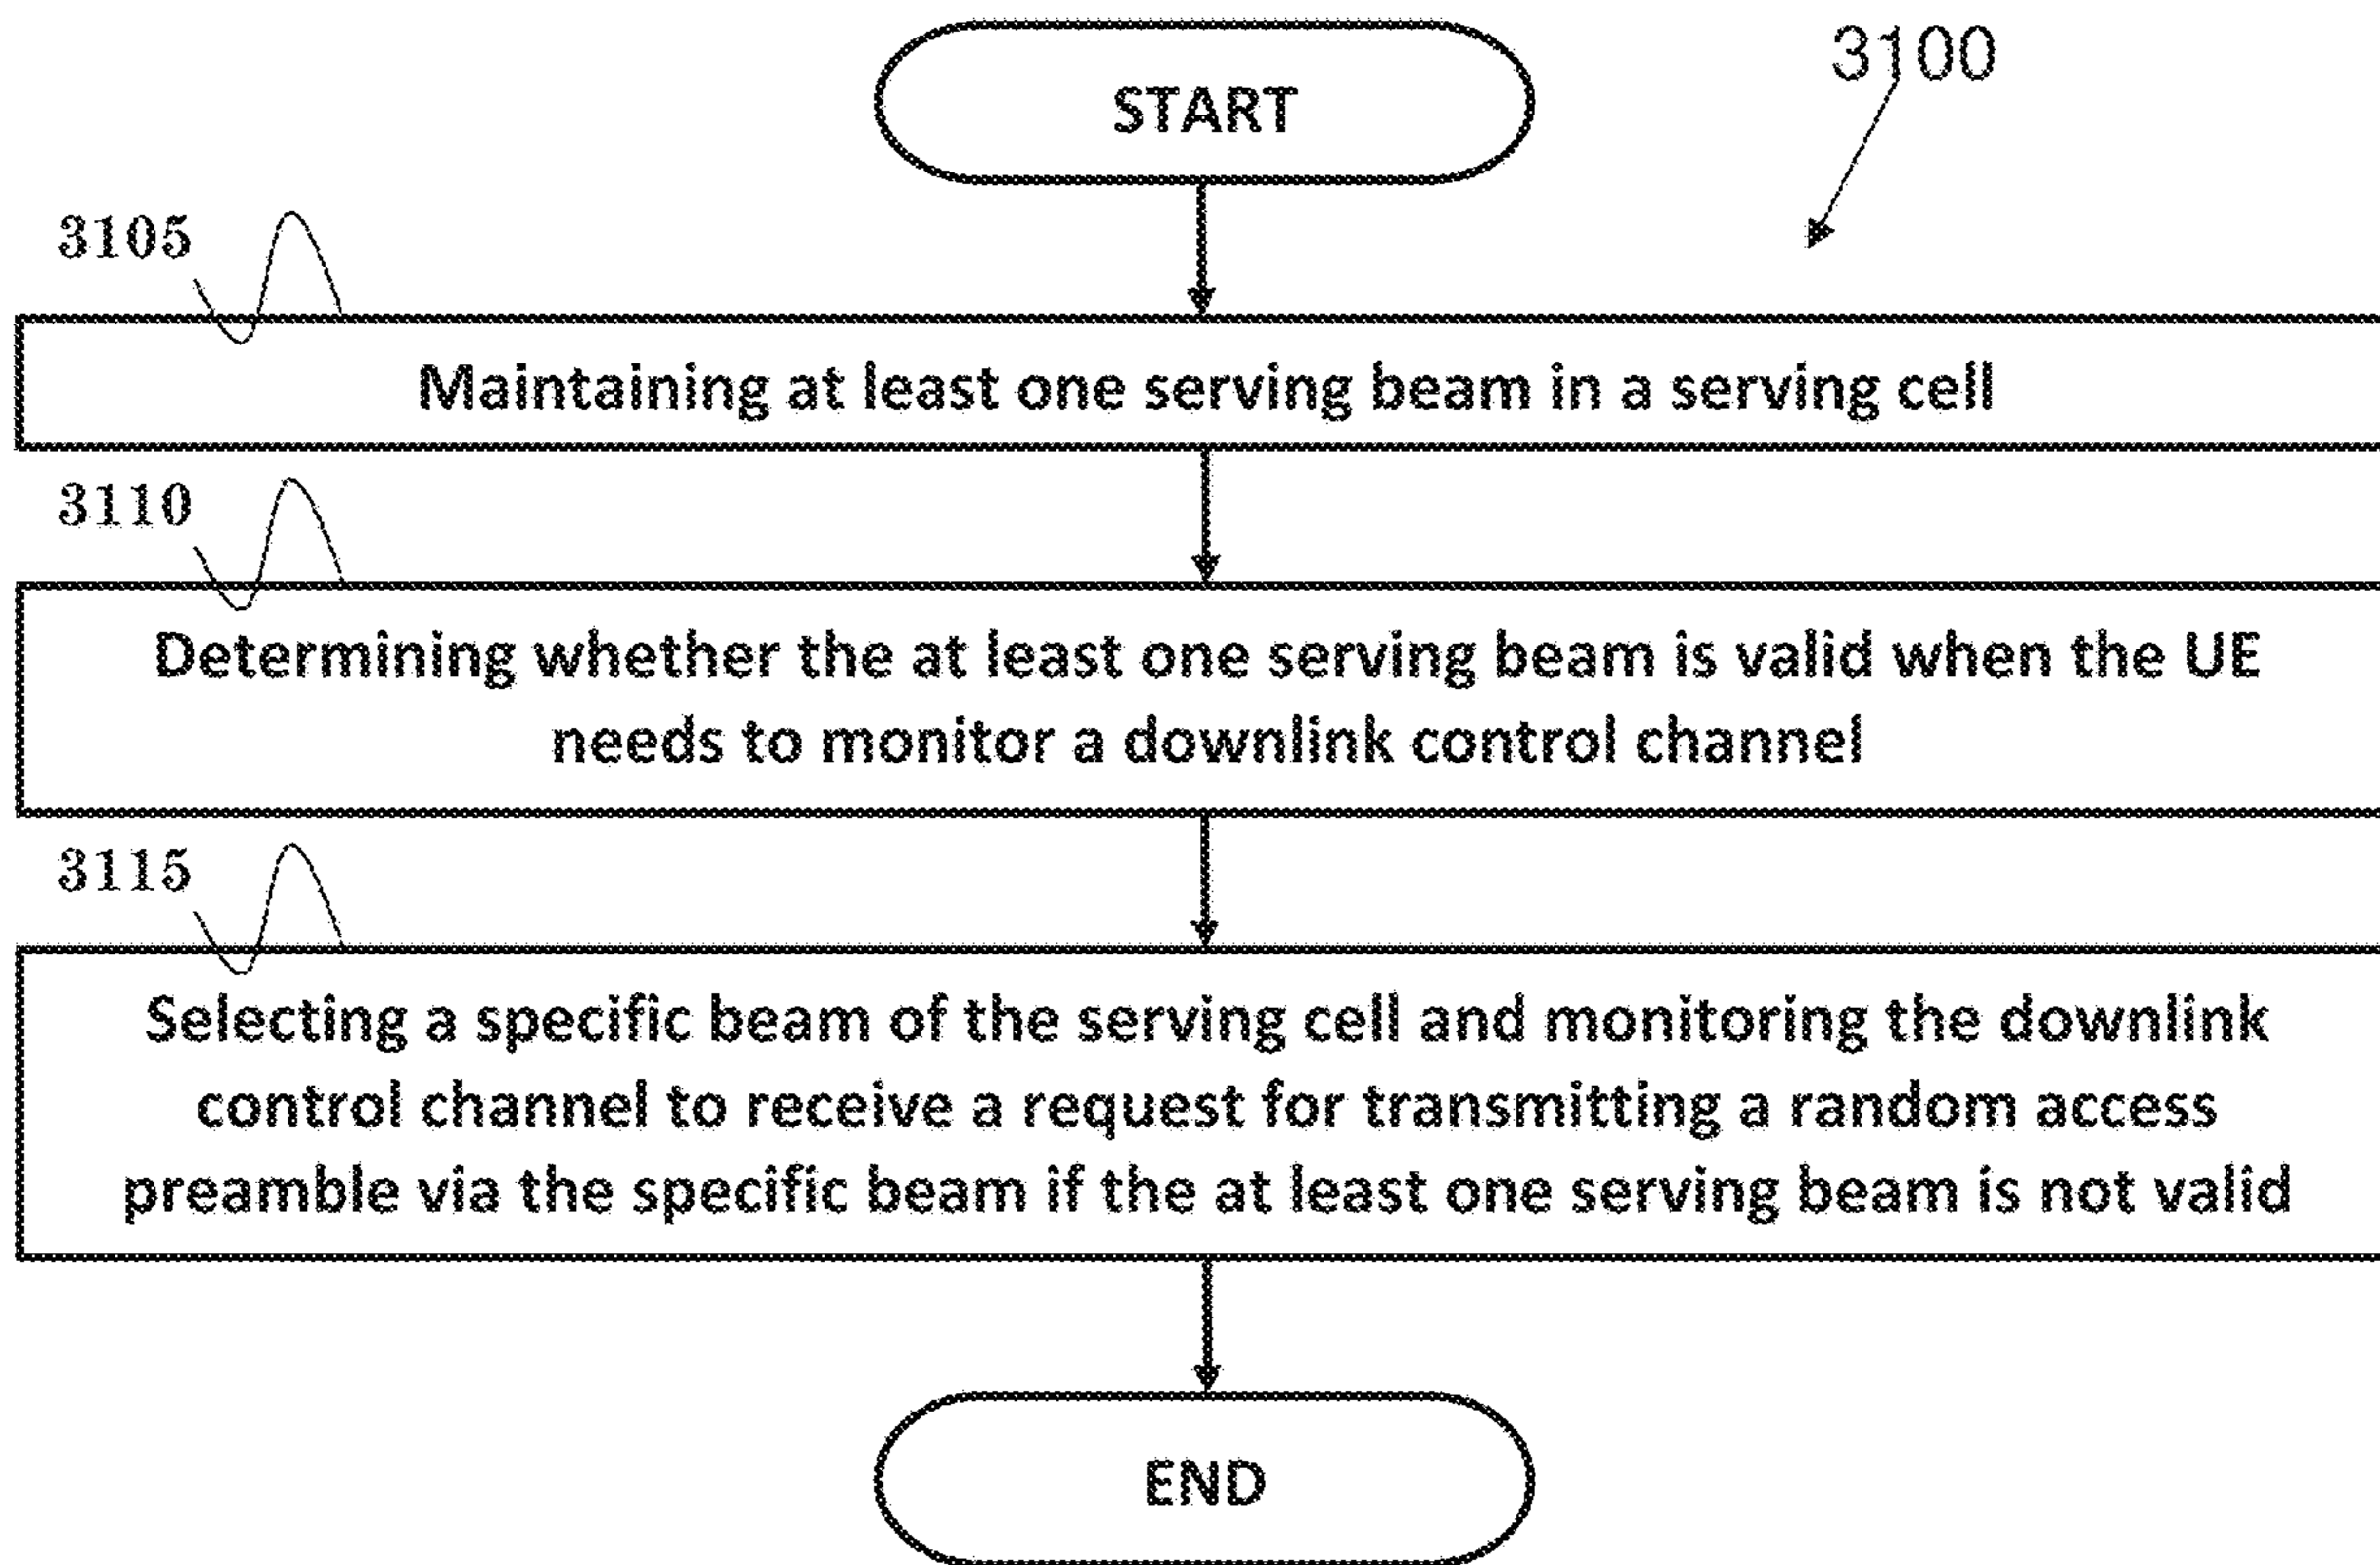 START
3100
3105
Maintaining at least one serving beam in a serving cell
3110
Determining whether the at least one serving beam is valid when the UE
needs to monitor a downlink control channel
3115
Selecting a specific beam of the serving cell and monitoring the downlink
control channel to receive a request for transmitting a random access
preamble via the specific beam if the at least one serving beam is not valid
END